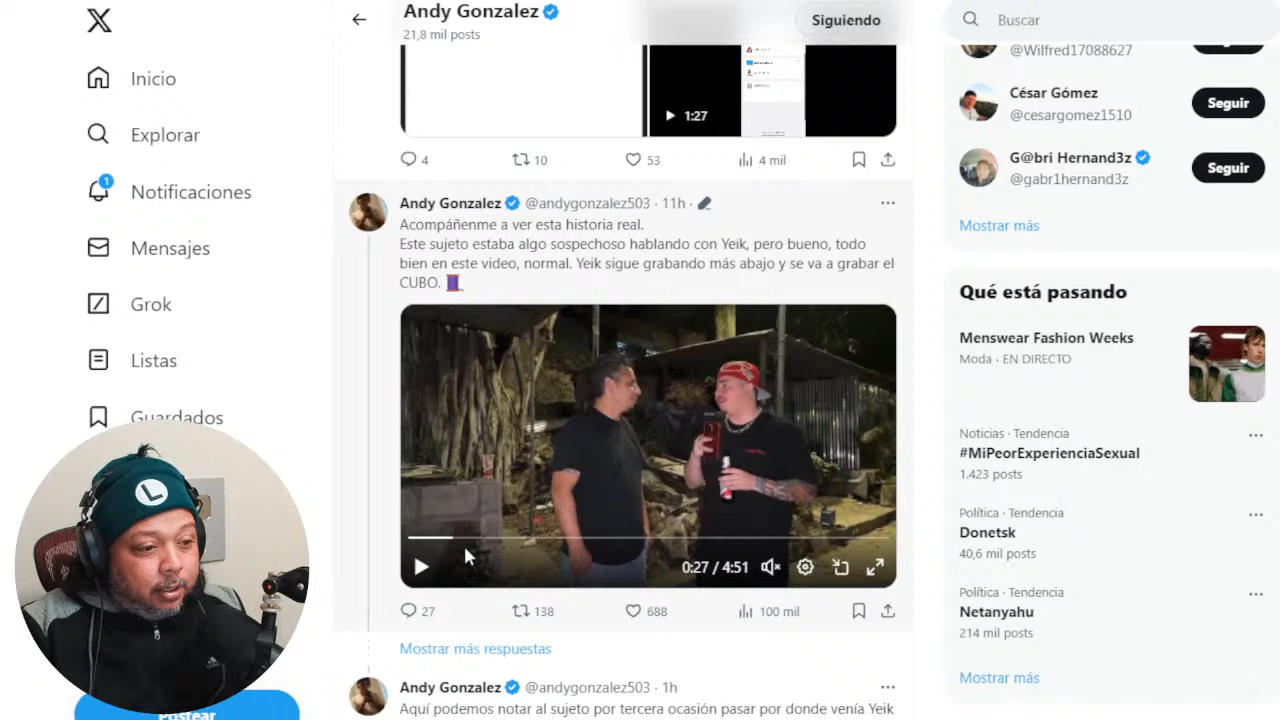 Inicio
Explorar
1
Notificaciones
Mensajes
Grok
Listas
Guardados
Postear
L
adidas
Andy Gonzalez
21,8 mil posts
Siguiendo
1:27
4
10
53
4 mil
Andy Gonzalez @andygonzalez503 · 11h ·
Acompáñenme a ver esta historia real.
Este sujeto estaba algo sospechoso hablando con Yeik, pero bueno, todo
bien en este video, normal. Yeik sigue grabando más abajo y se va a grabar el
CUBO.
0:27 / 4:51
27
138
688
100 mil
Mostrar más respuestas
Andy Gonzalez @andygonzalez503 · 1h
Aquí podemos notar al sujeto por tercera ocasión pasar por donde venía Yeik
Buscar
@Wilfred17088627
César Gómez
@cesargomez1510
Seguir
G@bri Hernand3z
@gabr1hernand3z
Seguir
Mostrar más
Qué está pasando
Menswear Fashion Weeks
Moda · EN DIRECTO
Noticias · Tendencia
#MiPeorExperienciaSexual
1.423 posts
Política · Tendencia
Donetsk
40,6 mil posts
Política · Tendencia
Netanyahu
214 mil posts
Mostrar más